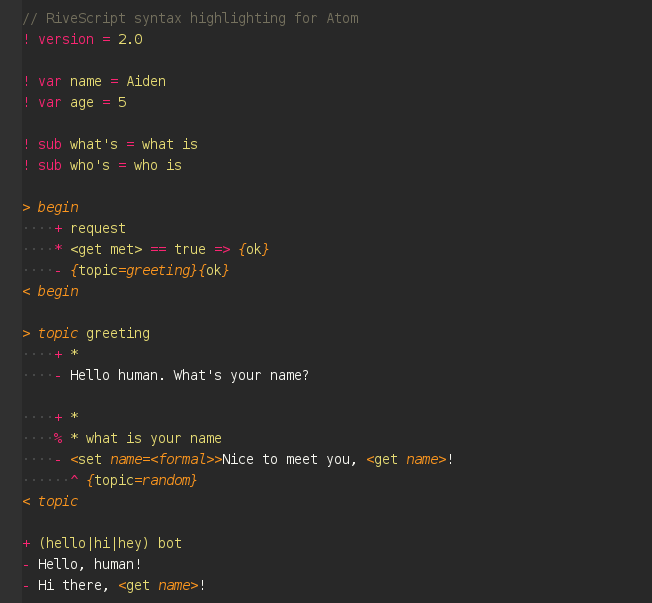 // RiveScript syntax highlighting for Atom
! version = 2.0

! var name = Aiden
! var age = 5

! sub what's = what is
! sub who's = who is

> begin
····+ request
····* <get met> == true => {ok}
····- {topic=greeting}{ok}
< begin

> topic greeting
····+ *
····- Hello human. What's your name?

····+ *
····% * what is your name
····- <set name=<formal>>Nice to meet you, <get name>!
······^ {topic=random}
< topic

+ (hello|hi|hey) bot
- Hello, human!
- Hi there, <get name>!